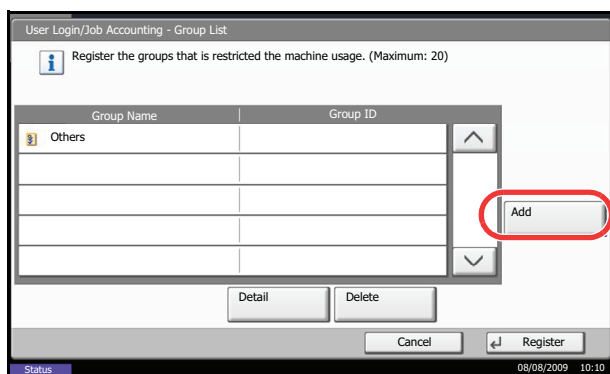 User Login/Job Accounting - Group List
Register the groups that is restricted the machine usage. (Maximum: 20)
Group Name Group ID
Others
Add
Detail Delete
Cancel Register
Status 08/08/2009 10:10